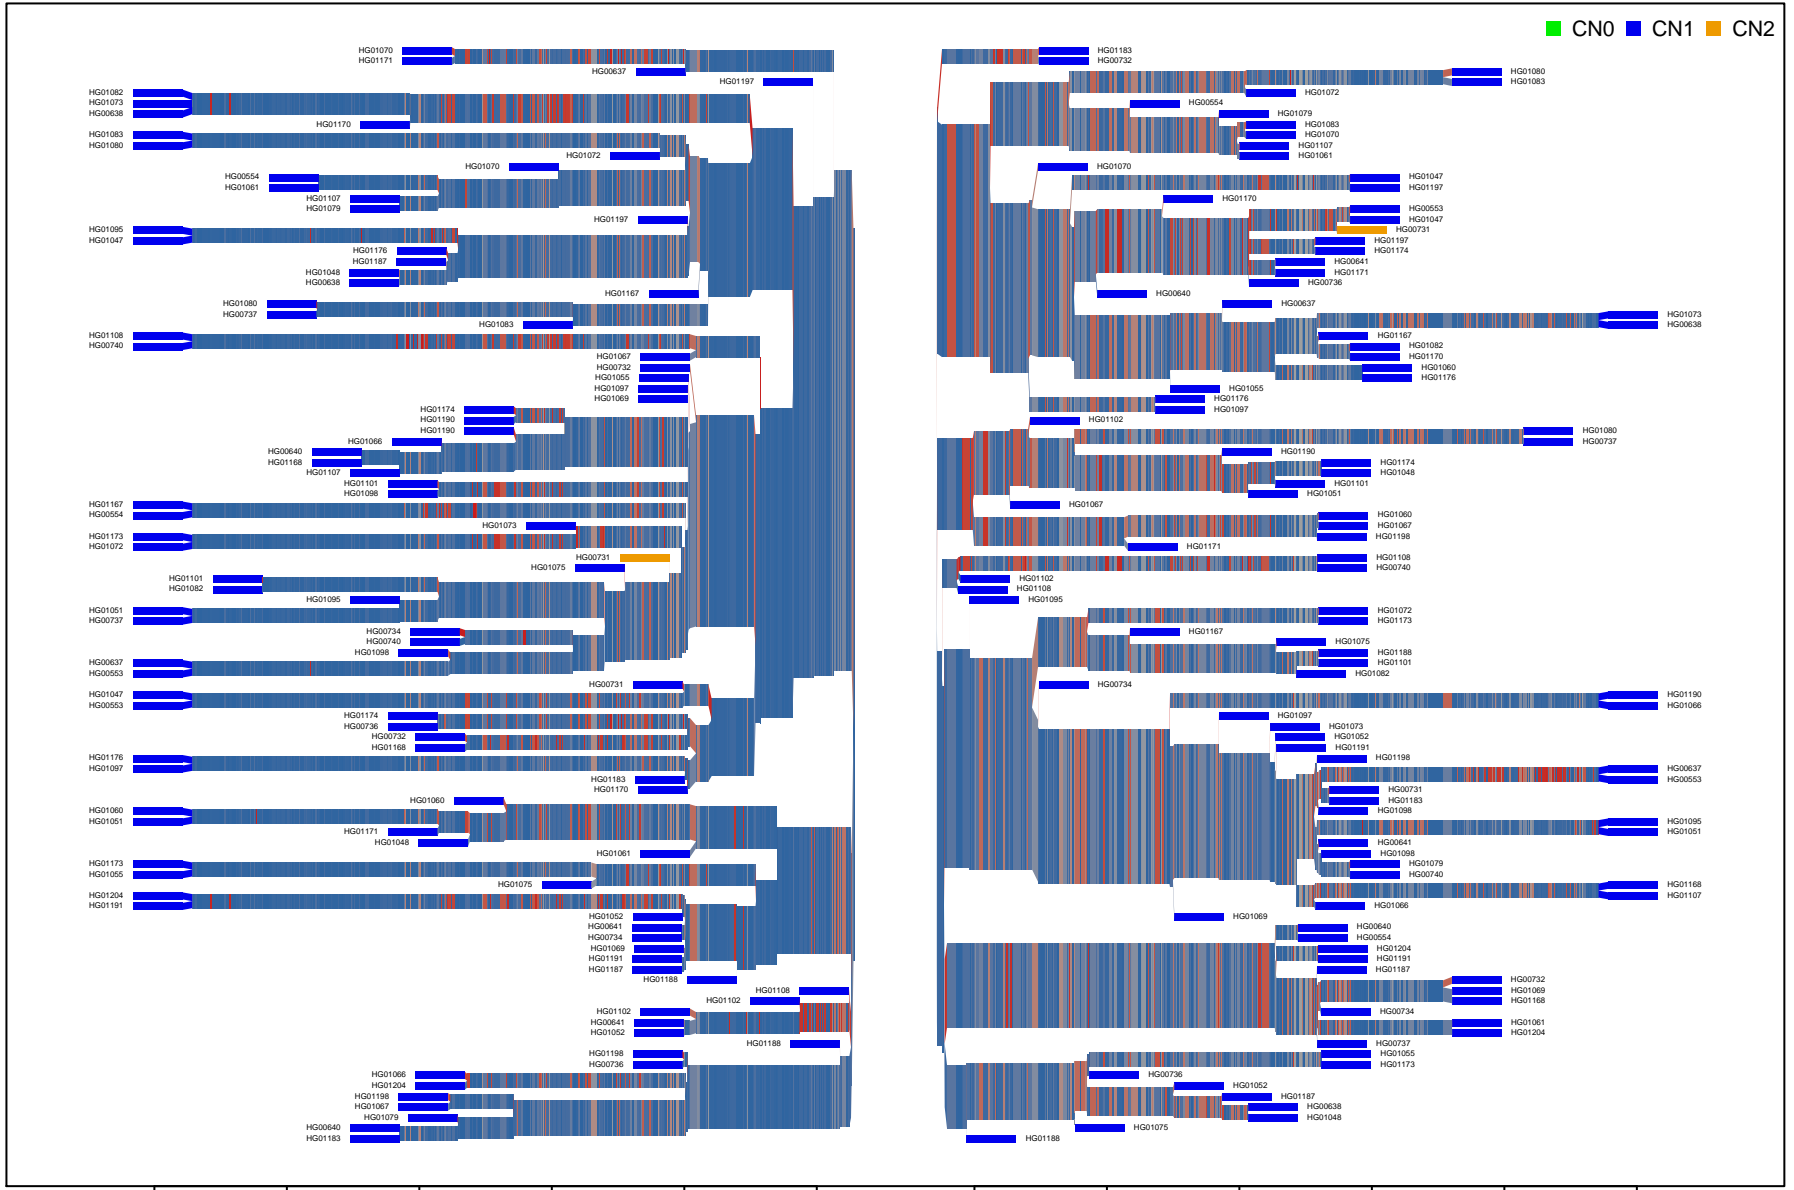 CN0 CN1 CN2
HG01070
HG01171
HG00637
HG01197
HG01082
HG01073
HG00638
HG01170
HG01083
HG01080
HG01072
HG01070
HG00554
HG01061
HG01107
HG01079
HG01197
HG01095
HG01047
HG01176
HG01187
HG01048
HG00638
HG01167
HG01080
HG00737
HG01083
HG01108
HG00740
HG01067
HG00732
HG01055
HG01097
HG01069
HG01174
HG01190
HG01190
HG01066
HG00640
HG01168
HG01107
HG01101
HG01098
HG01167
HG00554
HG01073
HG01173
HG01072
HG00731
HG01075
HG01101
HG01082
HG01095
HG01051
HG00737
HG00734
HG00740
HG01098
HG00637
HG00553
HG00731
HG01047
HG00553
HG01174
HG00736
HG00732
HG01168
HG01176
HG01097
HG01183
HG01170
HG01060
HG01060
HG01051
HG01171
HG01048
HG01061
HG01173
HG01055
HG01075
HG01204
HG01191
HG01052
HG00641
HG00734
HG01069
HG01191
HG01187
HG01188
HG01108
HG01102
HG01102
HG00641
HG01052
HG01188
HG01198
HG00736
HG01066
HG01204
HG01198
HG01067
HG01079
HG00640
HG01183
HG01183
HG00732
HG01080
HG01083
HG01072
HG00554
HG01079
HG01083
HG01070
HG01107
HG01061
HG01070
HG01047
HG01197
HG01170
HG00553
HG01047
HG00731
HG01197
HG01174
HG00641
HG01171
HG00736
HG00640
HG00637
HG01073
HG00638
HG01167
HG01082
HG01170
HG01060
HG01176
HG01055
HG01176
HG01097
HG01102
HG01080
HG00737
HG01190
HG01174
HG01048
HG01101
HG01051
HG01067
HG01060
HG01067
HG01198
HG01171
HG01108
HG00740
HG01102
HG01108
HG01095
HG01072
HG01173
HG01167
HG01075
HG01188
HG01101
HG01082
HG00734
HG01190
HG01066
HG01097
HG01073
HG01052
HG01191
HG01198
HG00637
HG00553
HG00731
HG01183
HG01098
HG01095
HG01051
HG00641
HG01098
HG01079
HG00740
HG01168
HG01107
HG01066
HG01069
HG00640
HG00554
HG01204
HG01191
HG01187
HG00732
HG01069
HG01168
HG00734
HG01061
HG01204
HG00737
HG01055
HG01173
HG00736
HG01052
HG01187
HG00638
HG01048
HG01075
HG01188